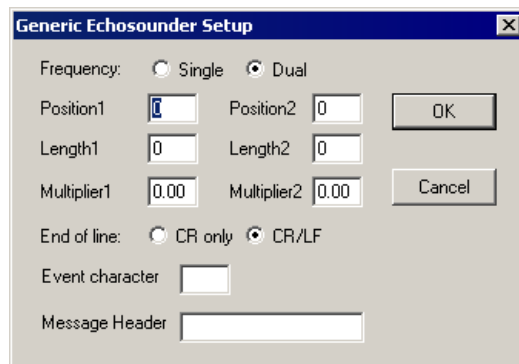 Generic Echosounder Setup
Frequency: Single Dual
Position1 0 Position2 0 OK
Length1 0 Length2 0
Multiplier1 0.00 Multiplier2 0.00 Cancel
End of line: CR only CR/LF
Event character
Message Header